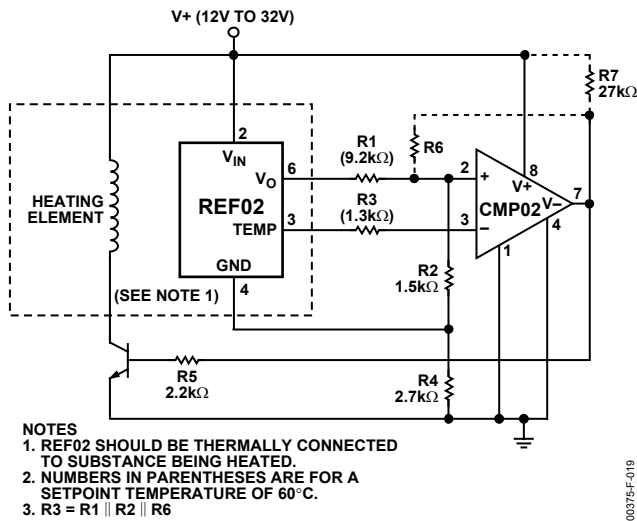 V+ (12V TO 32V)
R7
27kΩ
2
VIN
R1
(9.2kΩ)
R6
6
VO
2
+
8
V+
HEATING
ELEMENT
REF02
R3
(1.3kΩ)
CMP02
V–
7
3
TEMP
3
–
4
GND
R2
1.5kΩ
1
(SEE NOTE 1)
4
R5
2.2kΩ
R4
2.7kΩ
NOTES
1. REF02 SHOULD BE THERMALLY CONNECTED
TO SUBSTANCE BEING HEATED.
2. NUMBERS IN PARENTHESES ARE FOR A
SETPOINT TEMPERATURE OF 60°C.
3. R3 = R1 || R2 || R6
00375-F-019